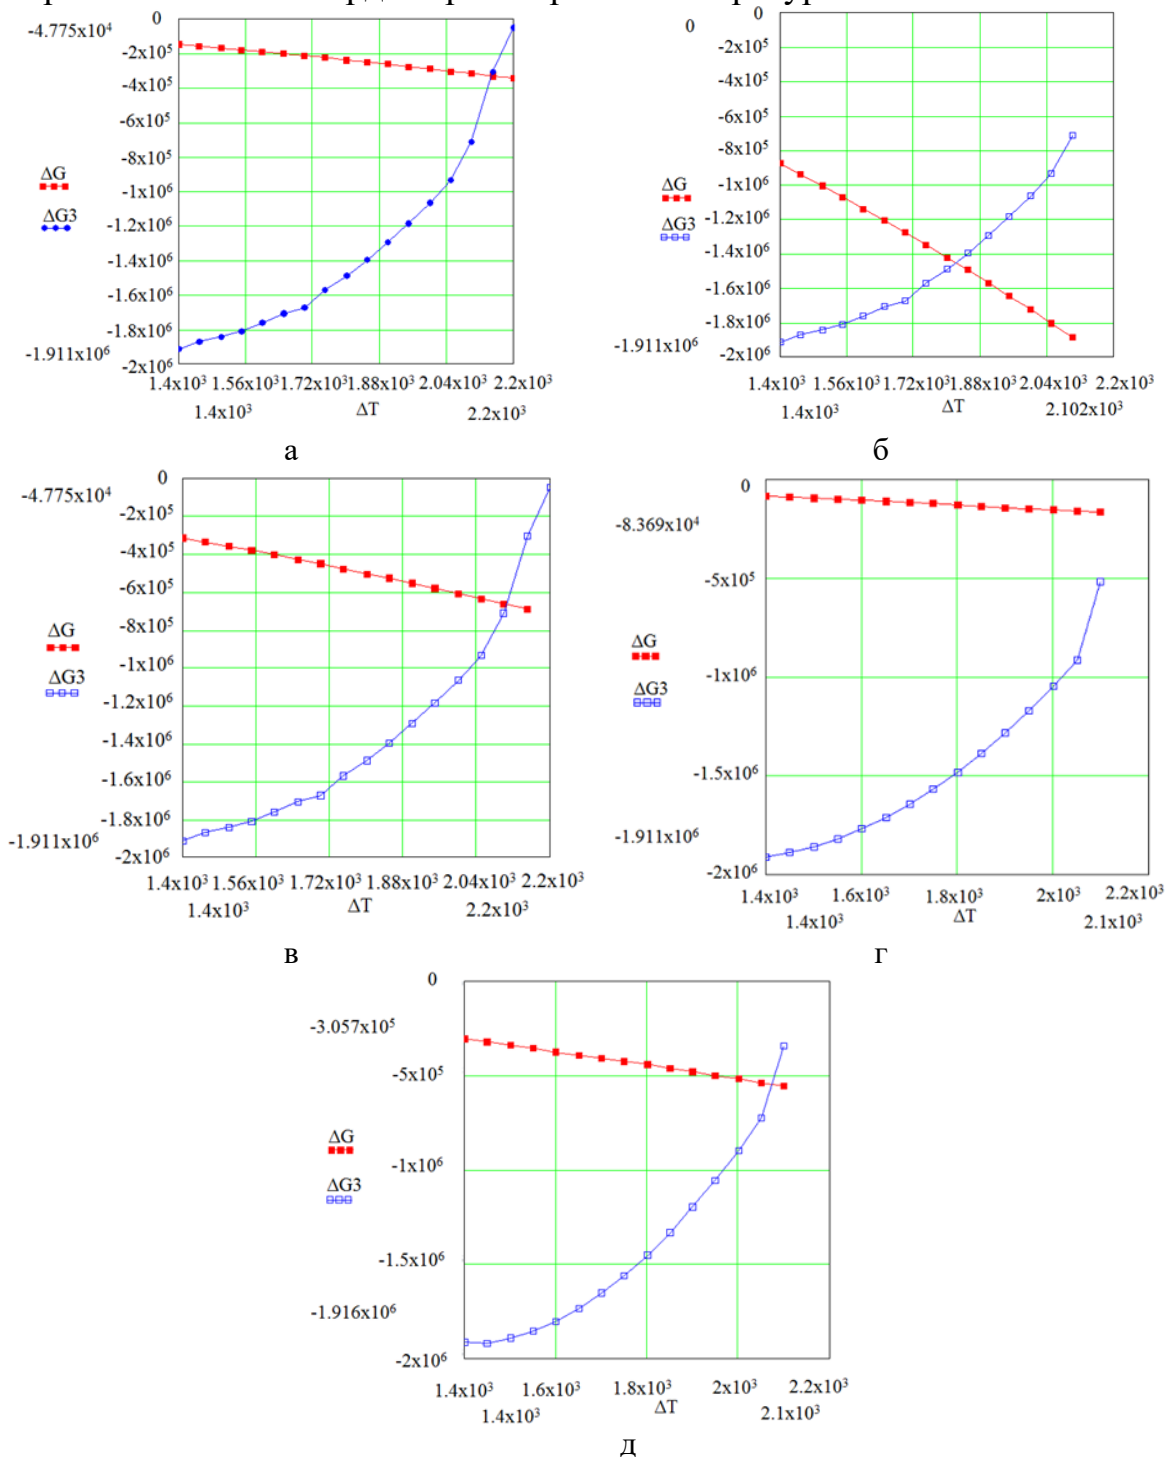 0
-4.775x10⁴
-2x10⁵
-4x10⁵
-6x10⁵
-8x10⁵
ΔG
-1x10⁶
ΔG3
-1.2x10⁶
-1.4x10⁶
-1.6x10⁶
-1.8x10⁶
-1.911x10⁶
-2x10⁶
1.4x10³ 1.56x10³ 1.72x10³ 1.88x10³ 2.04x10³ 2.2x10³
1.4x10³ ΔT 2.2x10³
а
0
0
-2x10⁵
-4x10⁵
-6x10⁵
-8x10⁵
ΔG
-1x10⁶
ΔG3
-1.2x10⁶
-1.4x10⁶
-1.6x10⁶
-1.911x10⁶
-1.8x10⁶
-2x10⁶
1.4x10³ 1.56x10³ 1.72x10³ 1.88x10³ 2.04x10³ 2.2x10³
1.4x10³ ΔT 2.102x10³
б
0
-4.775x10⁴
-2x10⁵
-4x10⁵
-6x10⁵
ΔG
-8x10⁵
ΔG3
-1x10⁶
-1.2x10⁶
-1.4x10⁶
-1.6x10⁶
-1.8x10⁶
-1.911x10⁶
-2x10⁶
1.4x10³ 1.56x10³ 1.72x10³ 1.88x10³ 2.04x10³ 2.2x10³
1.4x10³ ΔT 2.2x10³
в
0
-8.369x10⁴
-5x10⁵
ΔG
-1x10⁶
ΔG3
-1.5x10⁶
-1.911x10⁶
-2x10⁶
1.4x10³ 1.6x10³ 1.8x10³ 2x10³ 2.2x10³
1.4x10³ ΔT 2.1x10³
г
0
-3.057x10⁵
-5x10⁵
ΔG
-1x10⁶
ΔG3
-1.5x10⁶
-1.916x10⁶
-2x10⁶
1.4x10³ 1.6x10³ 1.8x10³ 2x10³ 2.2x10³
1.4x10³ ΔT 2.1x10³
д